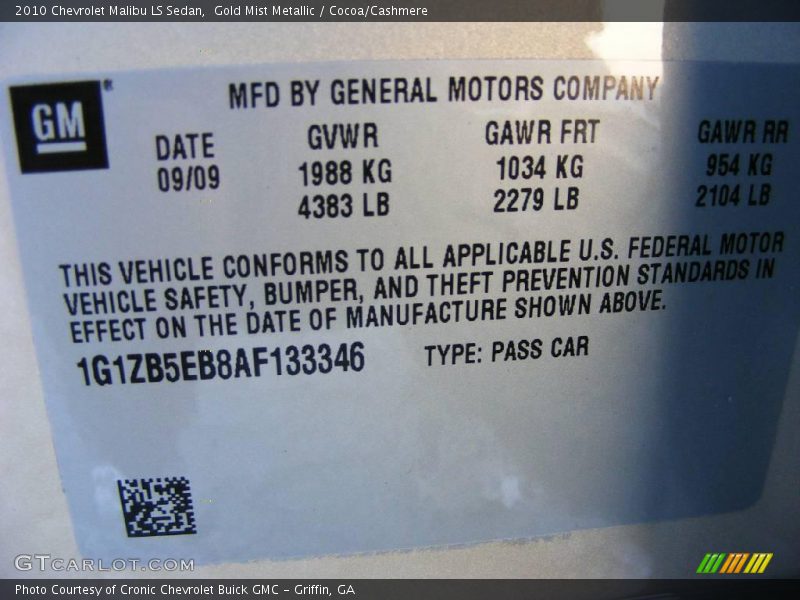 2010 Chevrolet Malibu LS Sedan,  Gold Mist Metallic / Cocoa/Cashmere
GM®
MFD BY GENERAL MOTORS COMPANY
DATE GVWR GAWR FRT GAWR RR
09/09 1988 KG 1034 KG 954 KG
4383 LB 2279 LB 2104 LB
THIS VEHICLE CONFORMS TO ALL APPLICABLE U.S. FEDERAL MOTOR
VEHICLE SAFETY, BUMPER, AND THEFT PREVENTION STANDARDS IN
EFFECT ON THE DATE OF MANUFACTURE SHOWN ABOVE.
1G1ZB5EB8AF133346 TYPE: PASS CAR
GTCARLOT.COM
Photo Courtesy of Cronic Chevrolet Buick GMC – Griffin, GA